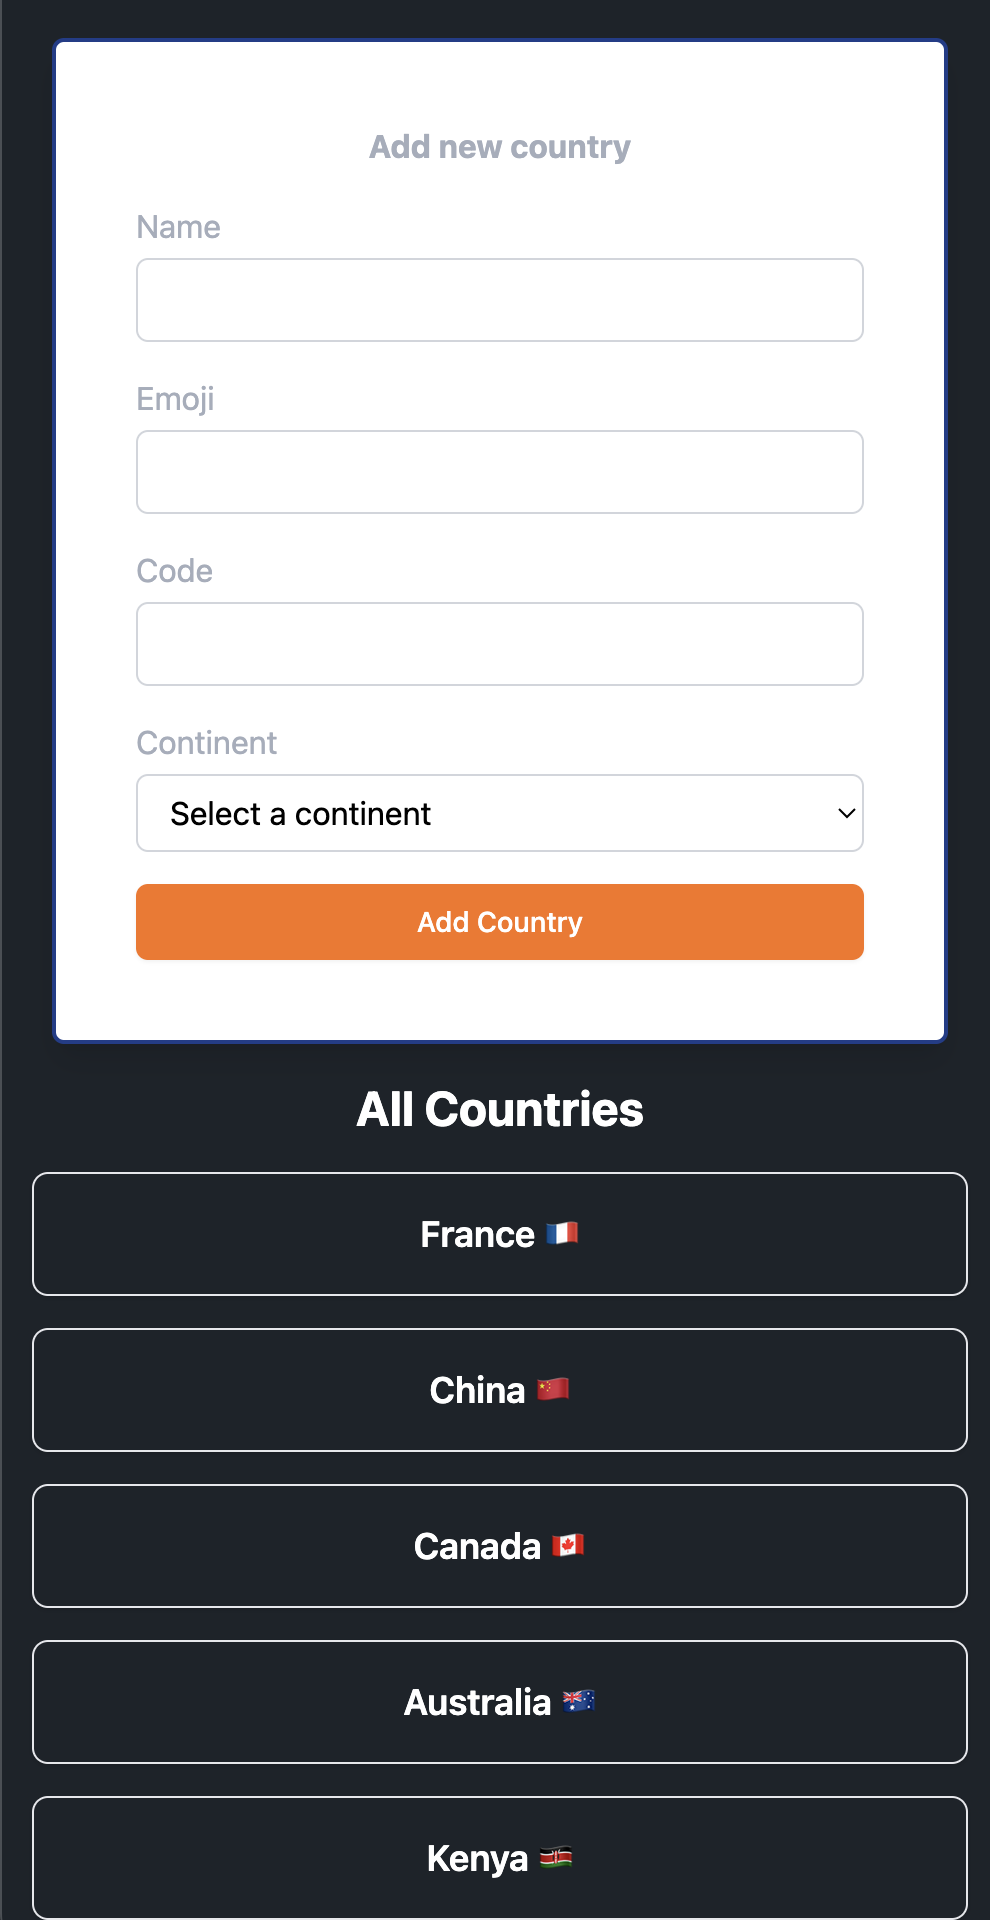 Add new country
Name
Emoji
Code
Continent
Select a continent
Add Country
All Countries
France 🇫🇷
China 🇨🇳
Canada 🇨🇦
Australia 🇦🇺
Kenya 🇰🇪